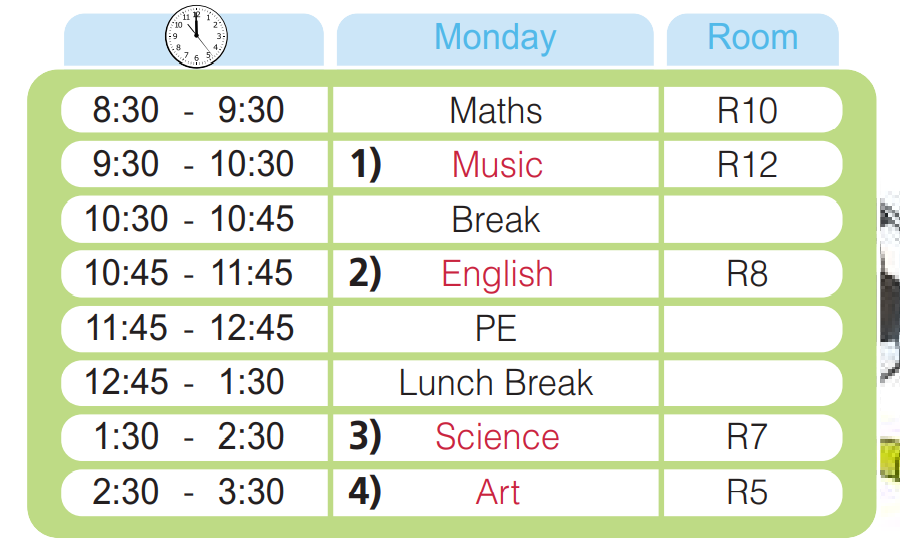 Monday Room
8:30 - 9:30 Maths R10
9:30 - 10:30 1) Music R12
10:30 - 10:45 Break
10:45 - 11:45 2) English R8
11:45 - 12:45 PE
12:45 - 1:30 Lunch Break
1:30 - 2:30 3) Science R7
2:30 - 3:30 4) Art R5